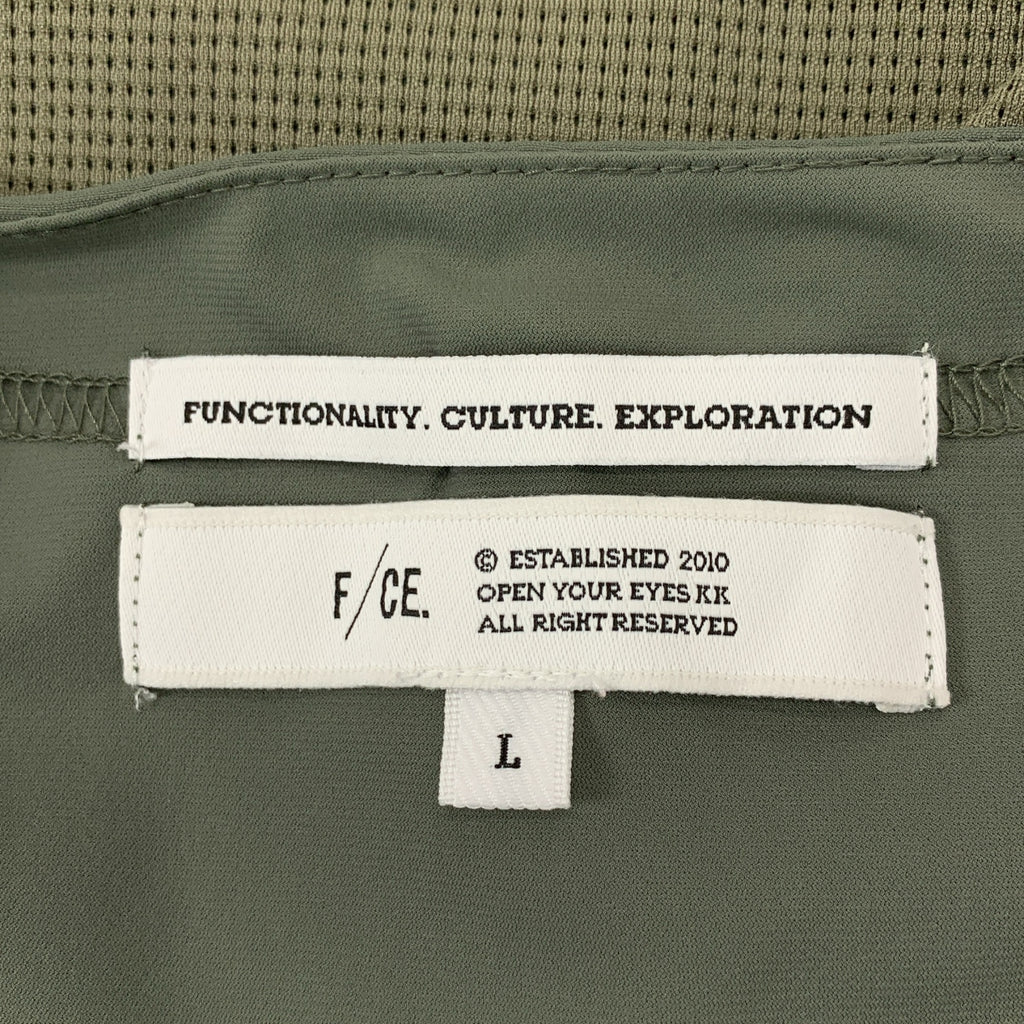 FUNCTIONALITY. CULTURE. EXPLORATION
F/CE.
© ESTABLISHED 2010
OPEN YOUR EYES KK
ALL RIGHT RESERVED
L